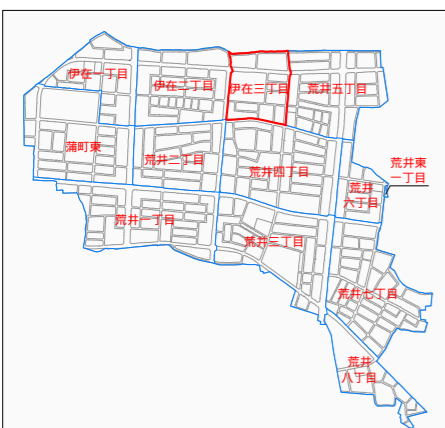 伊在一丁目
伊在二丁目
伊在三丁目
荒井五丁目
蒲町東
荒井二丁目
荒井四丁目
荒井東
一丁目
荒井
六丁目
荒井一丁目
荒井三丁目
荒井七丁目
荒井
八丁目